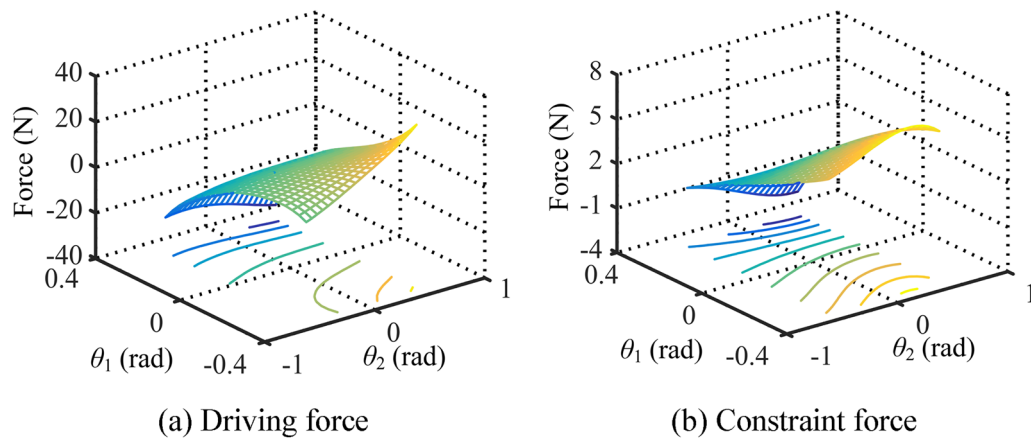 Force (N)
40
20
0
-20
-40
0.4
0
-0.4
θ1 (rad)
-1
0
1
θ2 (rad)
(a) Driving force
Force (N)
8
5
2
-1
-4
0.4
0
-0.4
θ1 (rad)
-1
0
1
θ2 (rad)
(b) Constraint force